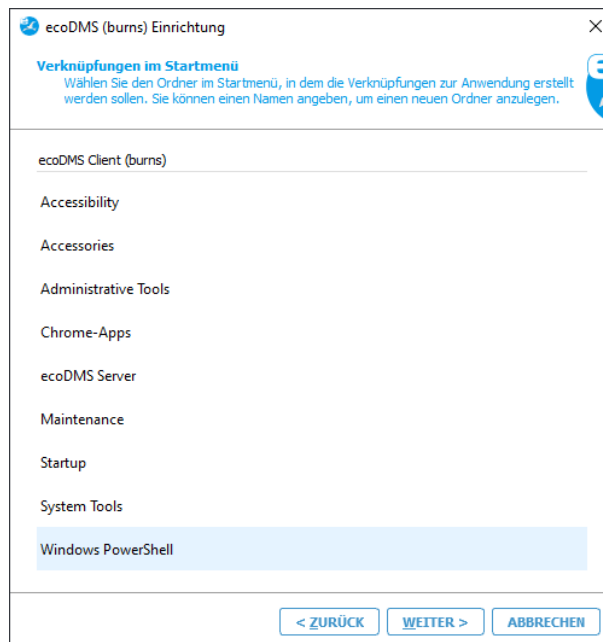 ecoDMS (burns) Einrichtung
Verknüpfungen im Startmenü
Wählen Sie den Ordner im Startmenü, in dem die Verknüpfungen zur Anwendung erstellt
werden sollen. Sie können einen Namen angeben, um einen neuen Ordner anzulegen.
ecoDMS Client (burns)
Accessibility
Accessories
Administrative Tools
Chrome-Apps
ecoDMS Server
Maintenance
Startup
System Tools
Windows PowerShell
< ZURÜCK WEITER > ABBRECHEN